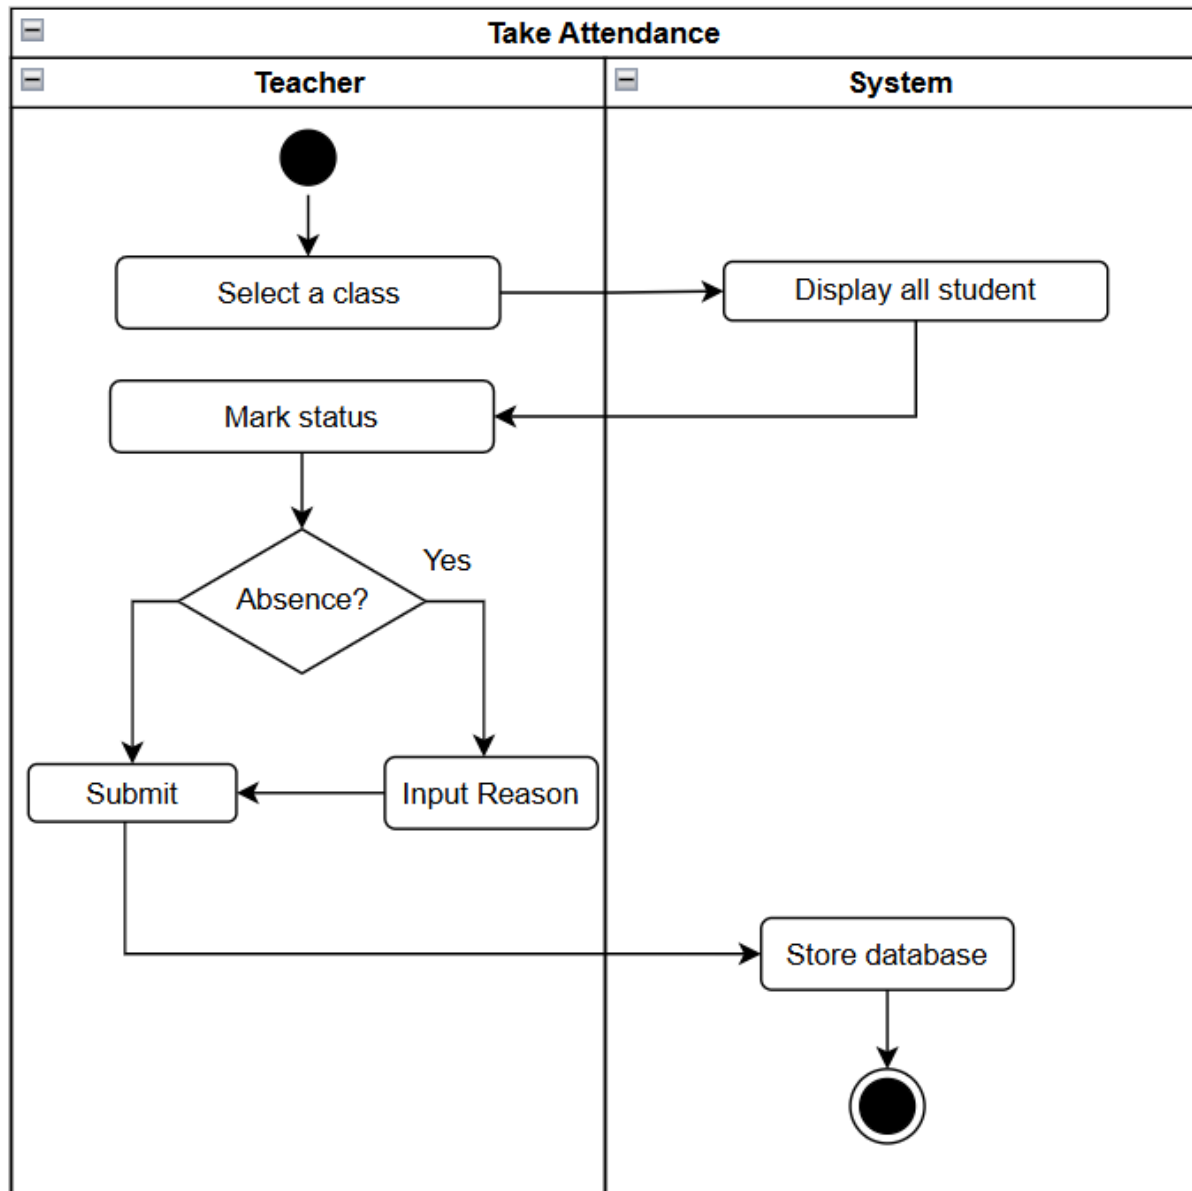 Take Attendance
Teacher
System
Select a class
Display all student
Mark status
Yes
Absence?
Submit
Input Reason
Store database